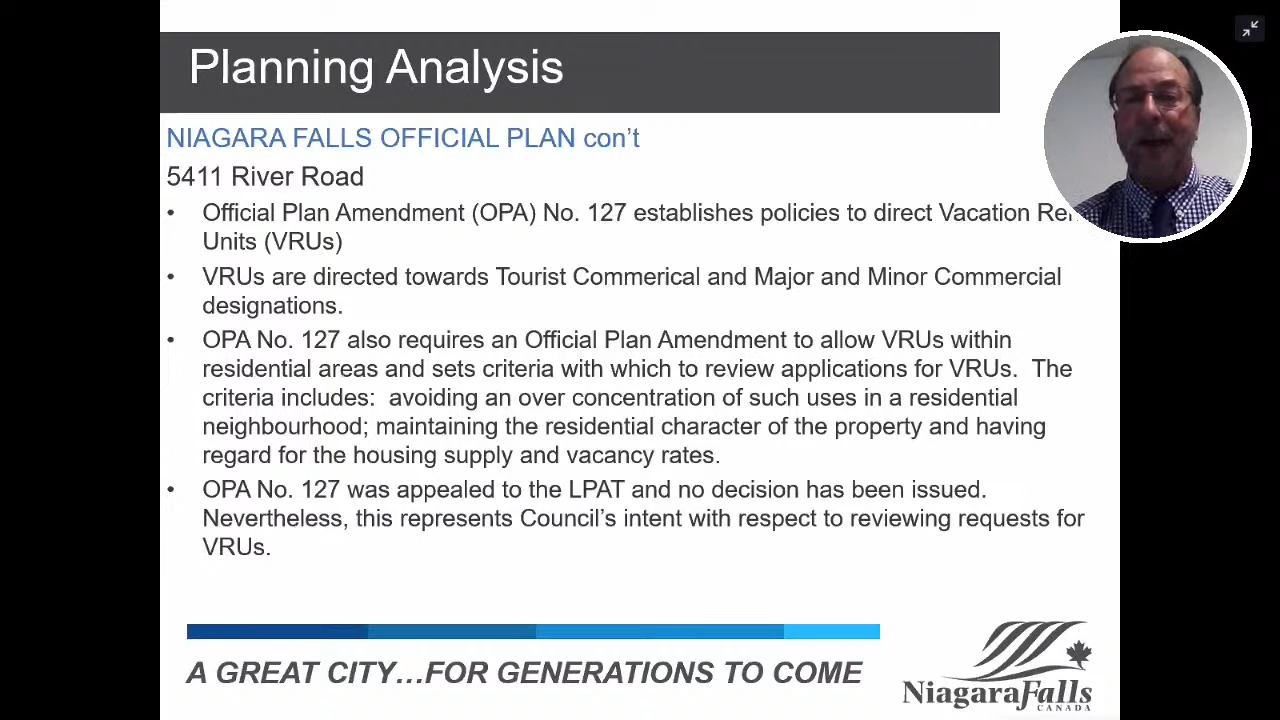 Planning Analysis
NIAGARA FALLS OFFICIAL PLAN con't
5411 River Road
• Official Plan Amendment (OPA) No. 127 establishes policies to direct Vacation
Units (VRUs)
• VRUs are directed towards Tourist Commerical and Major and Minor Commercial
designations.
• OPA No. 127 also requires an Official Plan Amendment to allow VRUs within
residential areas and sets criteria with which to review applications for VRUs. The
criteria includes: avoiding an over concentration of such uses in a residential
neighbourhood; maintaining the residential character of the property and having
regard for the housing supply and vacancy rates.
• OPA No. 127 was appealed to the LPAT and no decision has been issued.
Nevertheless, this represents Council's intent with respect to reviewing requests for
VRUs.
A GREAT CITY...FOR GENERATIONS TO COME
NiagaraFalls
CANADA